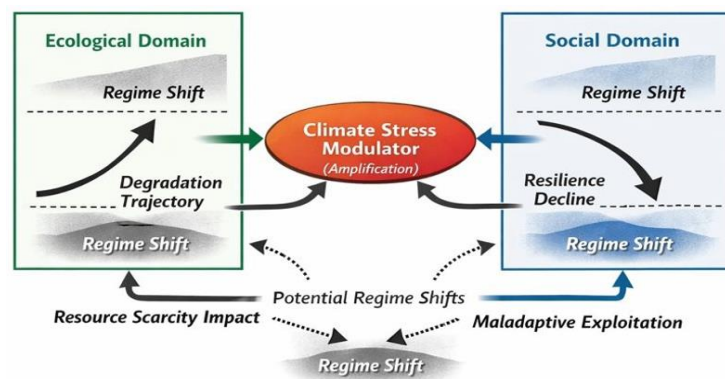 Ecological Domain
Regime Shift
Degradation
Trajectory
Regime Shift
Climate Stress
Modulator
(Amplification)
Social Domain
Regime Shift
Resilience
Decline
Regime Shift
Potential Regime Shifts
Resource Scarcity Impact
Maladaptive Exploitation
Regime Shift